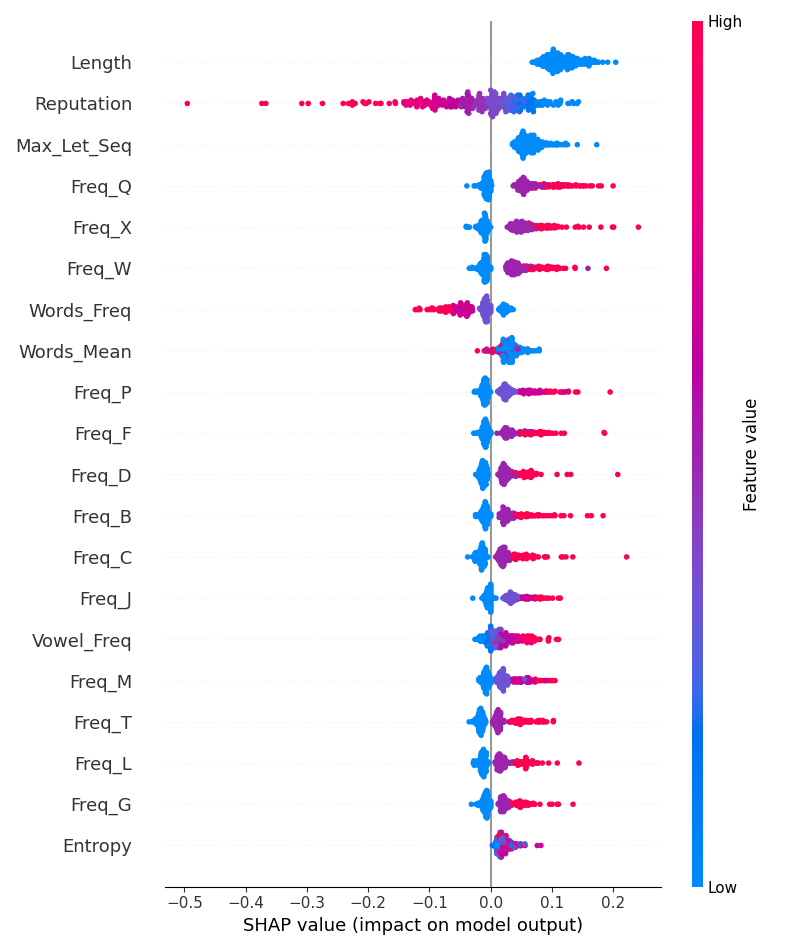 High
Length
Reputation
Max_Let_Seq
Freq_Q
Freq_X
Freq_W
Words_Freq
Words_Mean
Freq_P
Freq_F
Freq_D
Freq_B
Freq_C
Freq_J
Vowel_Freq
Freq_M
Freq_T
Freq_L
Freq_G
Entropy
Feature value
Low
−0.5 −0.4 −0.3 −0.2 −0.1 0.0 0.1 0.2
SHAP value (impact on model output)